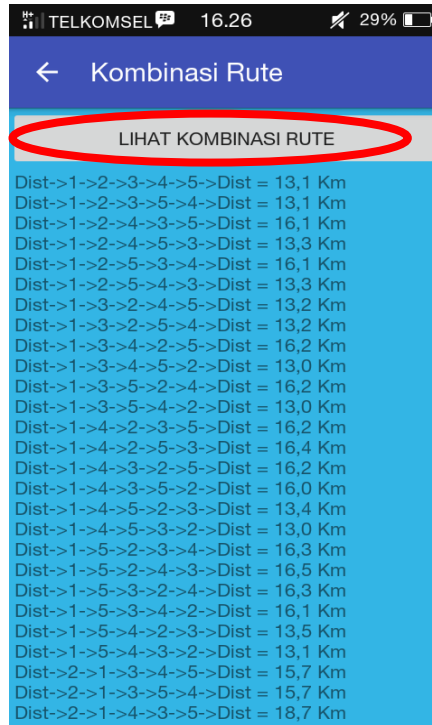 TELKOMSEL 16.26 29%
Kombinasi Rute
LIHAT KOMBINASI RUTE
Dist->1->2->3->4->5->Dist = 13,1 Km
Dist->1->2->3->5->4->Dist = 13,1 Km
Dist->1->2->4->3->5->Dist = 16,1 Km
Dist->1->2->4->5->3->Dist = 13,3 Km
Dist->1->2->5->3->4->Dist = 16,1 Km
Dist->1->2->5->4->3->Dist = 13,3 Km
Dist->1->3->2->4->5->Dist = 13,2 Km
Dist->1->3->2->5->4->Dist = 13,2 Km
Dist->1->3->4->2->5->Dist = 16,2 Km
Dist->1->3->4->5->2->Dist = 13,0 Km
Dist->1->3->5->2->4->Dist = 16,2 Km
Dist->1->3->5->4->2->Dist = 13,0 Km
Dist->1->4->2->3->5->Dist = 16,2 Km
Dist->1->4->2->5->3->Dist = 16,4 Km
Dist->1->4->3->2->5->Dist = 16,2 Km
Dist->1->4->3->5->2->Dist = 16,0 Km
Dist->1->4->5->2->3->Dist = 13,4 Km
Dist->1->4->5->3->2->Dist = 13,0 Km
Dist->1->5->2->3->4->Dist = 16,3 Km
Dist->1->5->2->4->3->Dist = 16,5 Km
Dist->1->5->3->2->4->Dist = 16,3 Km
Dist->1->5->3->4->2->Dist = 16,1 Km
Dist->1->5->4->2->3->Dist = 13,5 Km
Dist->1->5->4->3->2->Dist = 13,1 Km
Dist->2->1->3->4->5->Dist = 15,7 Km
Dist->2->1->3->5->4->Dist = 15,7 Km
Dist->2->1->4->3->5->Dist = 18,7 Km